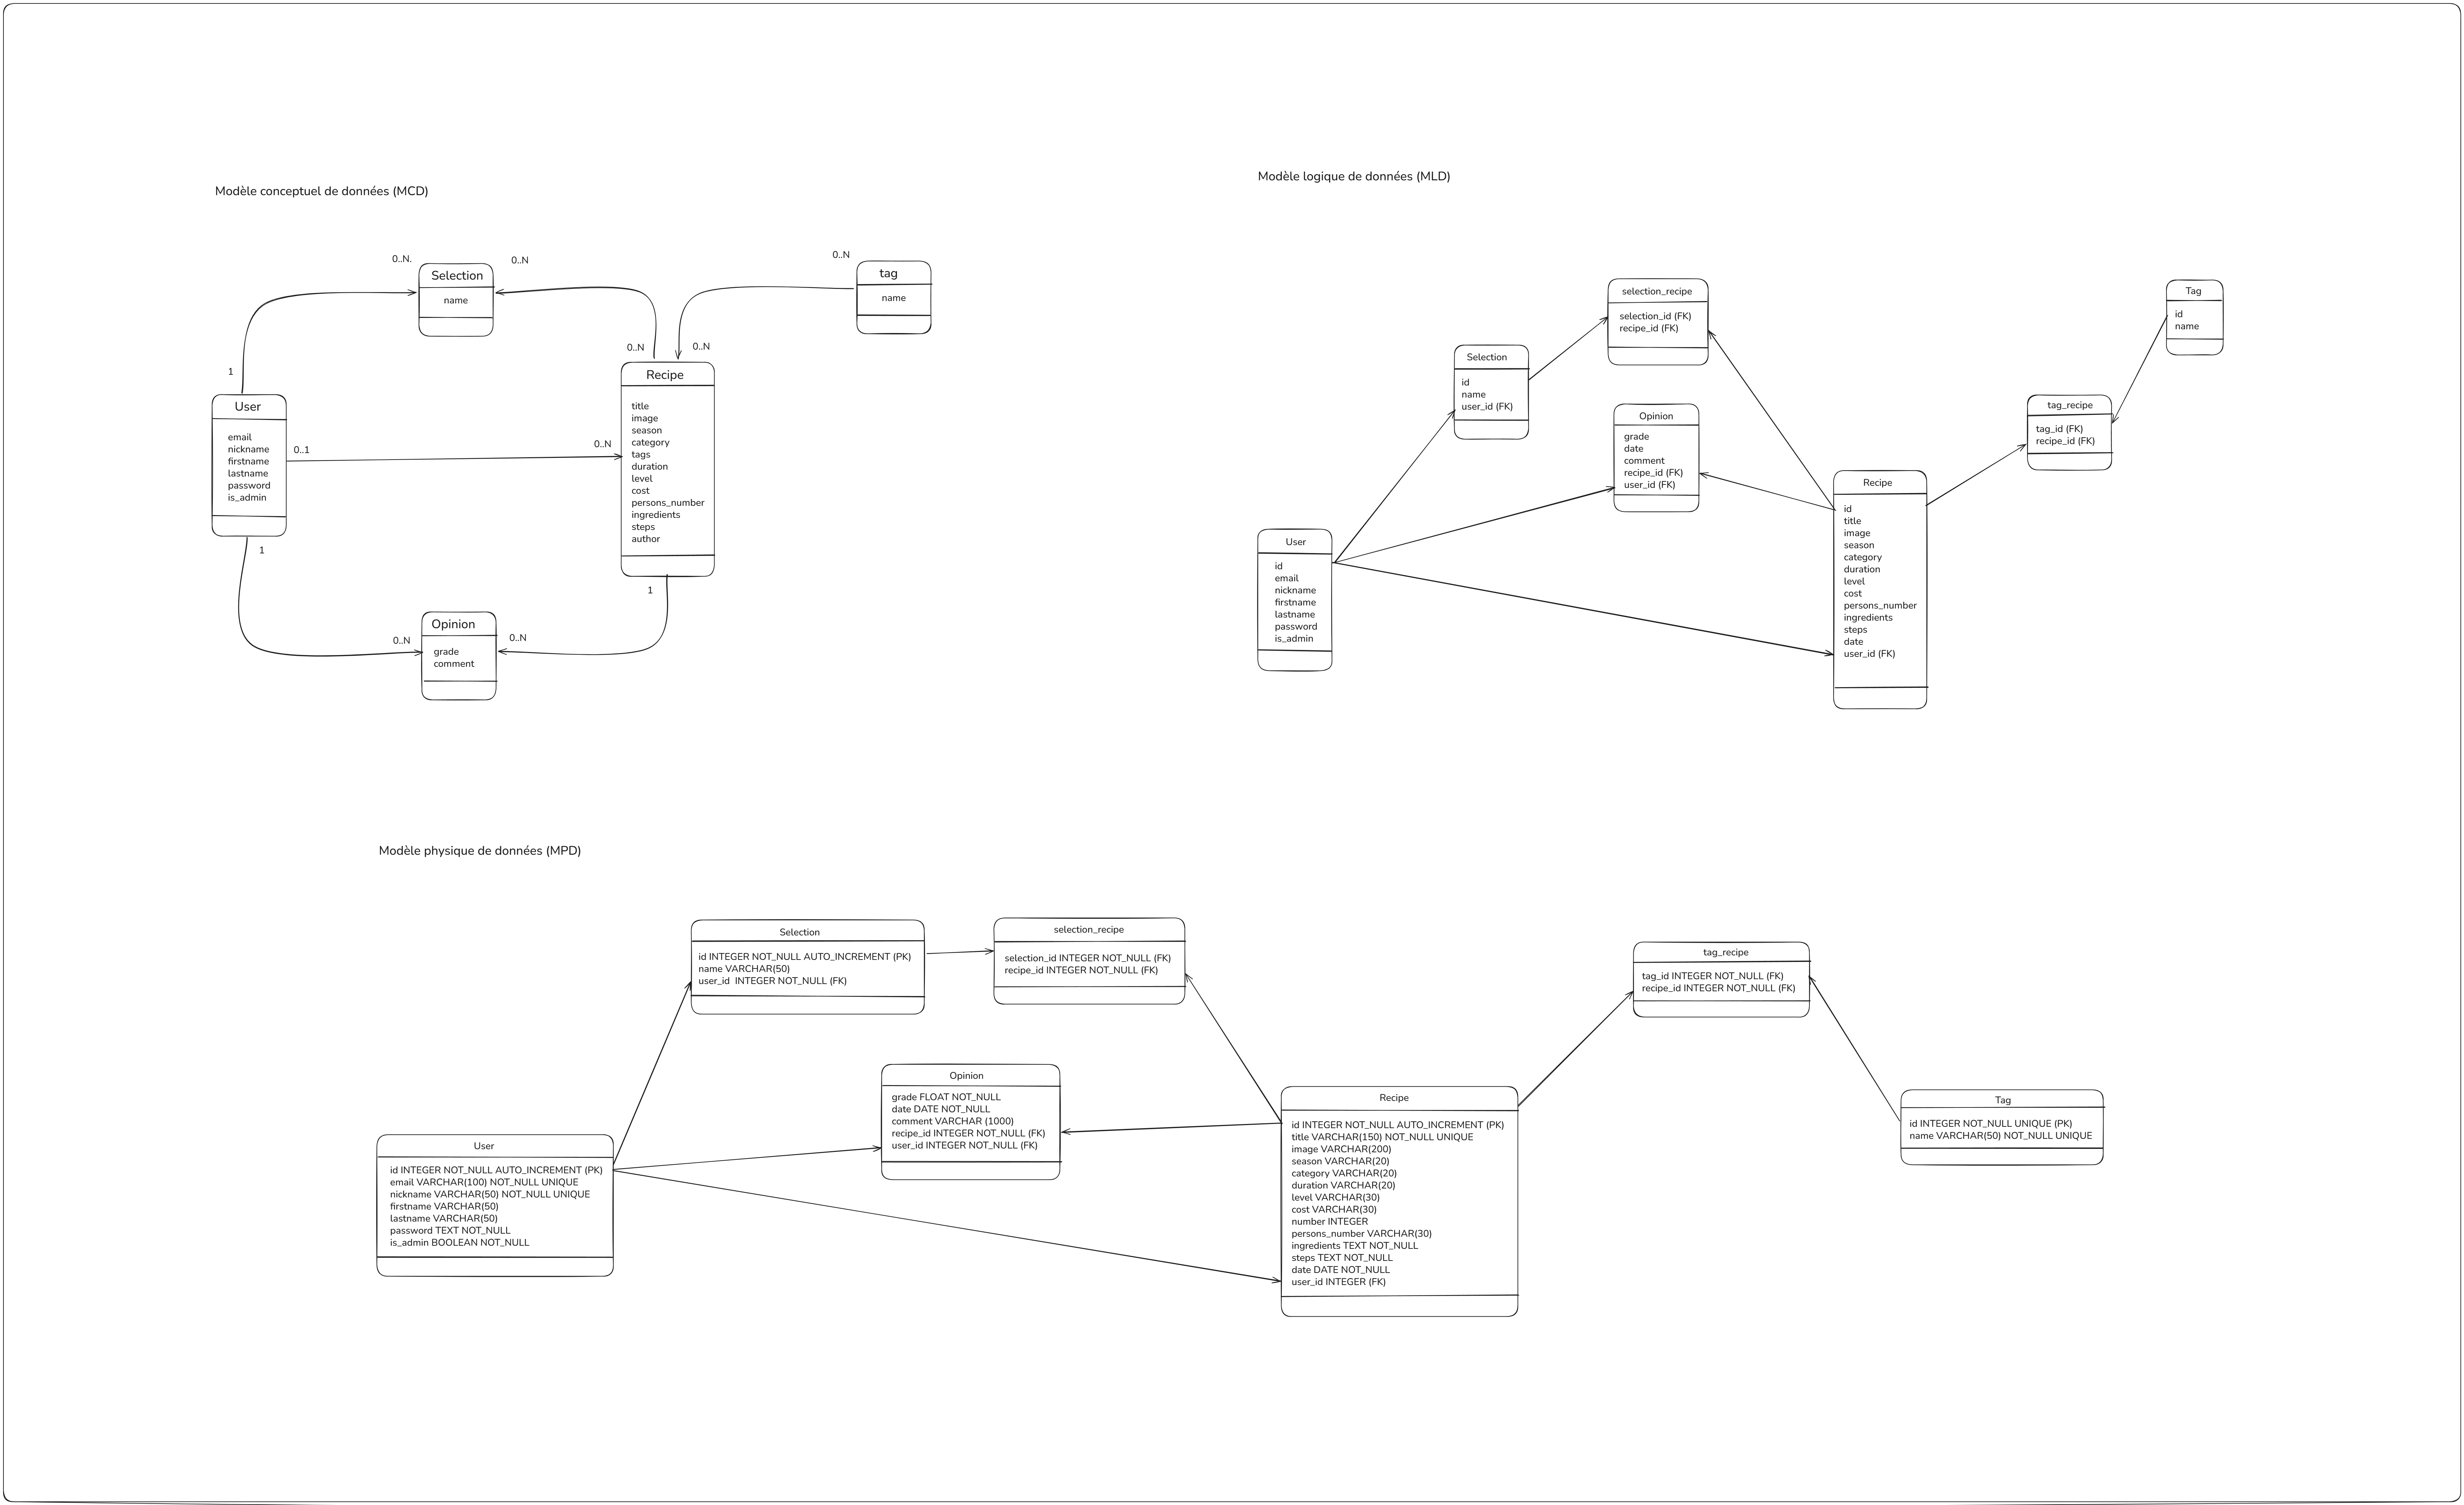 Modèle conceptuel de données (MCD)
0..N.
0..N
Selection
name
0..N
tag
name
1
0..N
0..N
User
email
nickname
firstname
lastname
password
is_admin
0..1
0..N
Recipe
title
image
season
category
tags
duration
level
cost
persons_number
ingredients
steps
author
1
1
0..N
0..N
Opinion
grade
comment
Modèle logique de données (MLD)
selection_recipe
selection_id (FK)
recipe_id (FK)
Tag
id
name
Selection
id
name
user_id (FK)
Opinion
grade
date
comment
recipe_id (FK)
user_id (FK)
tag_recipe
tag_id (FK)
recipe_id (FK)
User
id
email
nickname
firstname
lastname
password
is_admin
Recipe
id
title
image
season
category
duration
level
cost
persons_number
ingredients
steps
date
user_id (FK)
Modèle physique de données (MPD)
Selection
id INTEGER NOT_NULL AUTO_INCREMENT (PK)
name VARCHAR(50)
user_id  INTEGER NOT_NULL (FK)
selection_recipe
selection_id INTEGER NOT_NULL (FK)
recipe_id INTEGER NOT_NULL (FK)
tag_recipe
tag_id INTEGER NOT_NULL (FK)
recipe_id INTEGER NOT_NULL (FK)
Opinion
grade FLOAT NOT_NULL
date DATE NOT_NULL
comment VARCHAR (1000)
recipe_id INTEGER NOT_NULL (FK)
user_id INTEGER NOT_NULL (FK)
User
id INTEGER NOT_NULL AUTO_INCREMENT (PK)
email VARCHAR(100) NOT_NULL UNIQUE
nickname VARCHAR(50) NOT_NULL UNIQUE
firstname VARCHAR(50)
lastname VARCHAR(50)
password TEXT NOT_NULL
is_admin BOOLEAN NOT_NULL
Recipe
id INTEGER NOT_NULL AUTO_INCREMENT (PK)
title VARCHAR(150) NOT_NULL UNIQUE
image VARCHAR(200)
season VARCHAR(20)
category VARCHAR(20)
duration VARCHAR(20)
level VARCHAR(30)
cost VARCHAR(30)
number INTEGER
persons_number VARCHAR(30)
ingredients TEXT NOT_NULL
steps TEXT NOT_NULL
date DATE NOT_NULL
user_id INTEGER (FK)
Tag
id INTEGER NOT_NULL UNIQUE (PK)
name VARCHAR(50) NOT_NULL UNIQUE